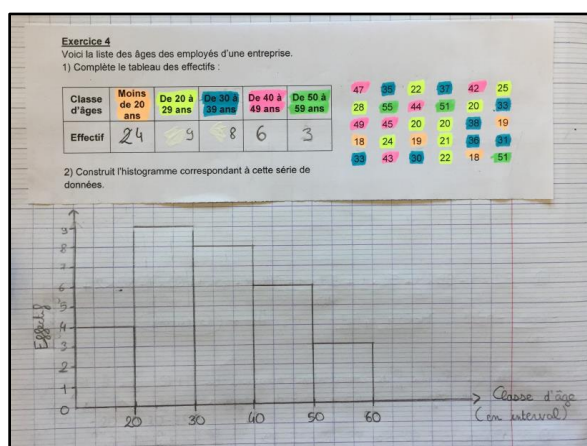 Exercice 4
Voici la liste des âges des employés d'une entreprise.
1) Complète le tableau des effectifs :
Classe d'âges Moins de 20 ans De 20 à 29 ans De 30 à 39 ans De 40 à 49 ans De 50 à 59 ans
Effectif 4 9 8 6 3
47 35 22 37 42 25
28 55 44 51 20 33
49 45 20 20 38 19
18 24 19 21 36 31
33 43 30 22 18 51
2) Construit l'histogramme correspondant à cette série de
données.
Effectif
9
8
7
6
5
4
3
2
1
0
20 30 40 50 60
Classe d'âge
(en interval)